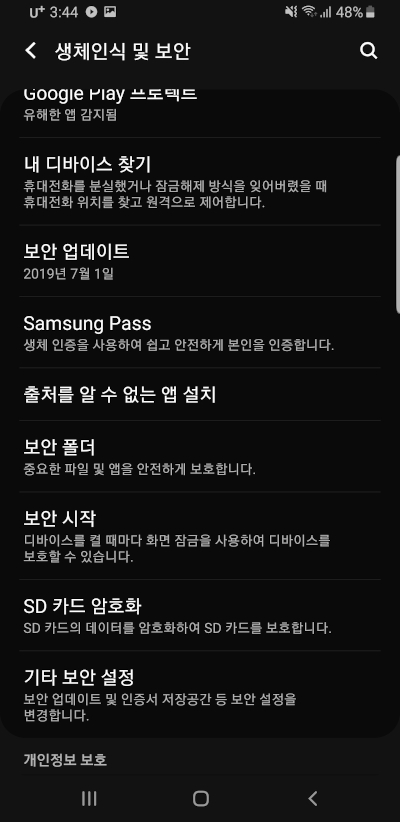 U+ 3:44 48%
생체인식 및 보안
Google Play 프로텍트
유해한 앱 감지됨
내 디바이스 찾기
휴대전화를 분실했거나 잠금해제 방식을 잊어버렸을 때
휴대전화 위치를 찾고 원격으로 제어합니다.
보안 업데이트
2019년 7월 1일
Samsung Pass
생체 인증을 사용하여 쉽고 안전하게 본인을 인증합니다.
출처를 알 수 없는 앱 설치
보안 폴더
중요한 파일 및 앱을 안전하게 보호합니다.
보안 시작
디바이스를 켤 때마다 화면 잠금을 사용하여 디바이스를
보호할 수 있습니다.
SD 카드 암호화
SD 카드의 데이터를 암호화하여 SD 카드를 보호합니다.
기타 보안 설정
보안 업데이트 및 인증서 저장공간 등 보안 설정을
변경합니다.
개인정보 보호